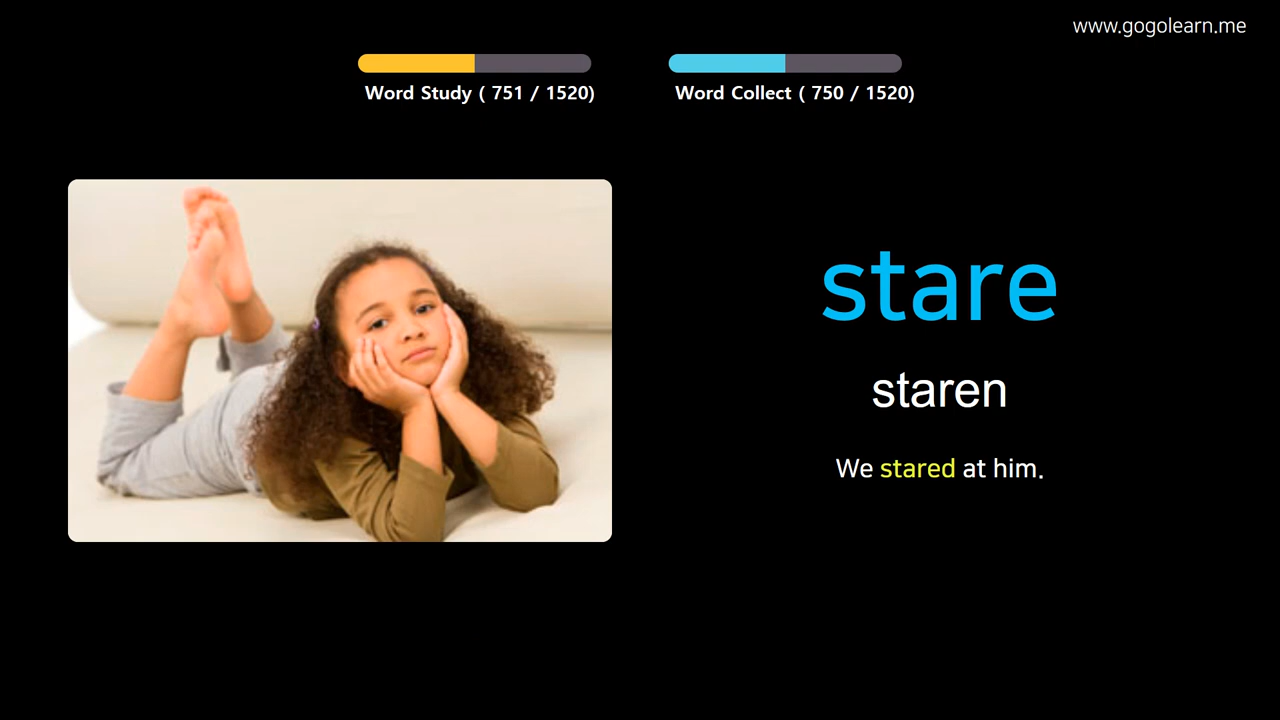 www.gogolearn.me
Word Study ( 751 / 1520)
Word Collect ( 750 / 1520)
stare
staren
We stared at him.